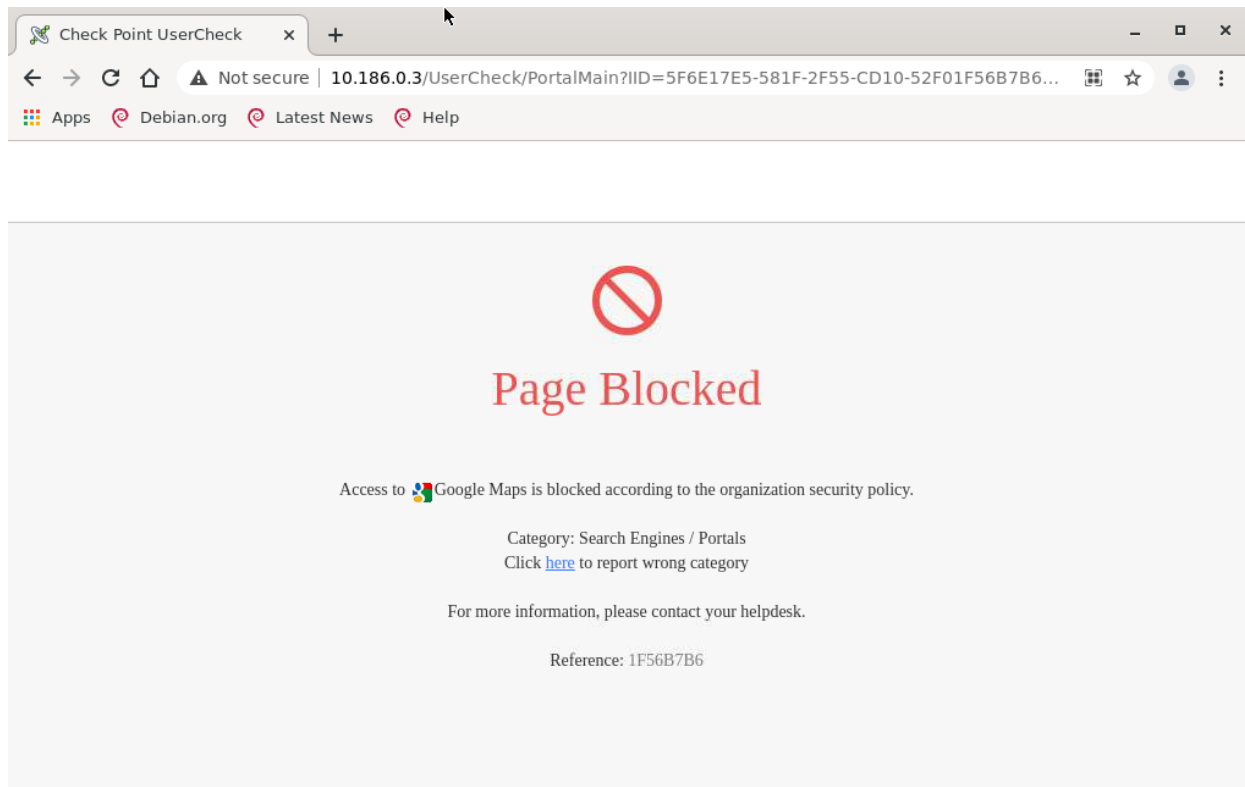 Check Point UserCheck
Not secure | 10.186.0.3/UserCheck/PortalMain?IID=5F6E17E5-581F-2F55-CD10-52F01F56B7B6...
Apps Debian.org Latest News Help
Page Blocked
Access to Google Maps is blocked according to the organization security policy.
Category: Search Engines / Portals
Click here to report wrong category
For more information, please contact your helpdesk.
Reference: 1F56B7B6